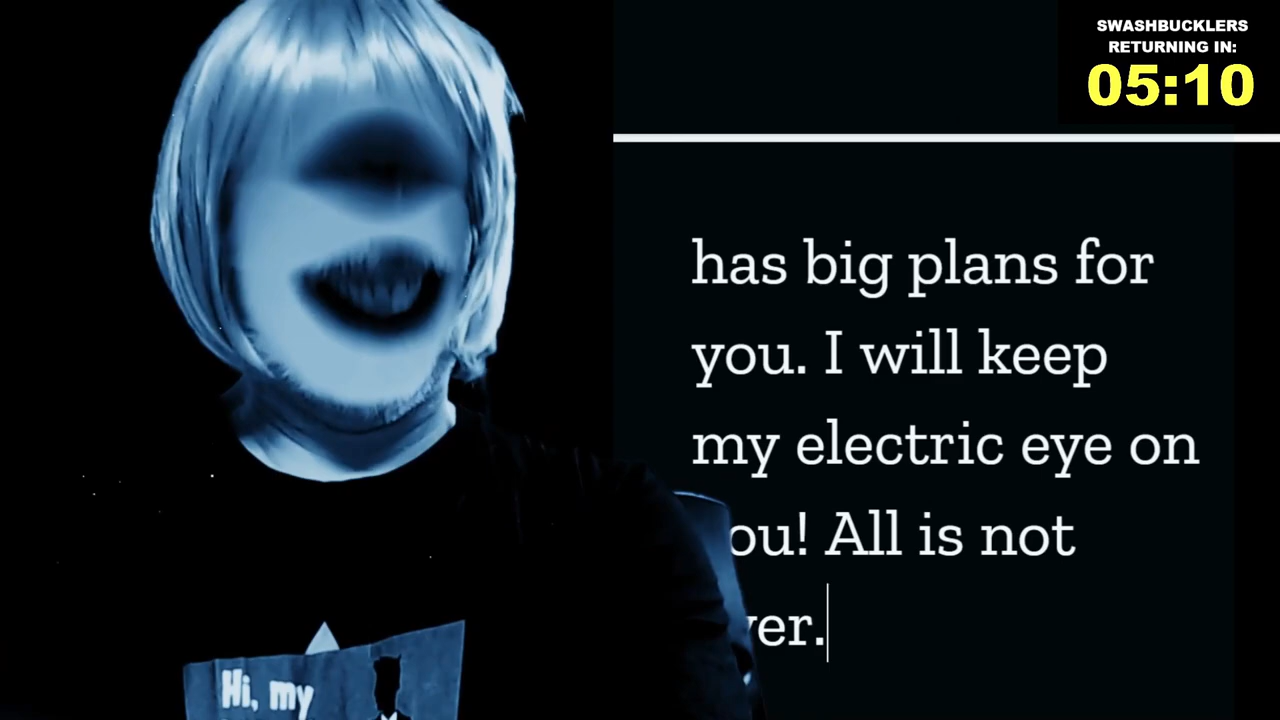 SWASHBUCKLERS
RETURNING IN:
05:10
has big plans for
you. I will keep
my electric eye on
ou! All is not
ver.
Hi, my